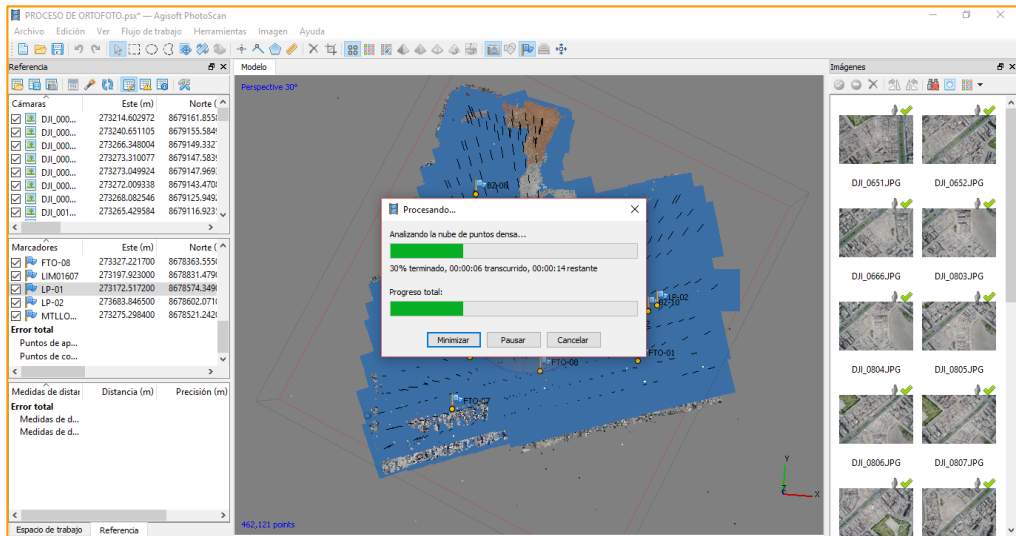 PROCESO DE ORTOFOTO.psx* — Agisoft PhotoScan
Archivo Edición Ver Flujo de trabajo Herramientas Imagen Ayuda
Referencia
Cámaras Este (m) Norte (
DJI_000... 273214.602972 8679161.855
DJI_000... 273240.651105 8679155.584
DJI_000... 273266.348004 8679149.332
DJI_000... 273273.310077 8679147.583
DJI_000... 273273.049924 8679147.969
DJI_000... 273272.009338 8679143.470
DJI_000... 273268.082546 8679125.949
DJI_001... 273265.429584 8679116.923
Marcadores Este (m) Norte (
FTO-08 273327.221700 8678363.555
LIM01607 273197.923000 8678831.479
LP-01 273172.517200 8678574.349
LP-02 273683.846500 8678602.071
MTLLO... 273275.298400 8678521.242
Error total
Puntos de ap...
Puntos de co...
Medidas de distar Distancia (m) Precisión (m)
Error total
Medidas de d...
Medidas de d...
Espacio de trabajo Referencia
Modelo
Perspective 30°
BZ-06
Procesando...
Analizando la nube de puntos densa...
30% terminado, 00:00:06 transcurrido, 00:00:14 restante
Progreso total:
Minimizar Pausar Cancelar
LP-02
BZ-10
FTO-01
FTO-08
FTO-07
Y
Z
X
462,121 points
Imágenes
DJI_0651.JPG DJI_0652.JPG
DJI_0666.JPG DJI_0803.JPG
DJI_0804.JPG DJI_0805.JPG
DJI_0806.JPG DJI_0807.JPG